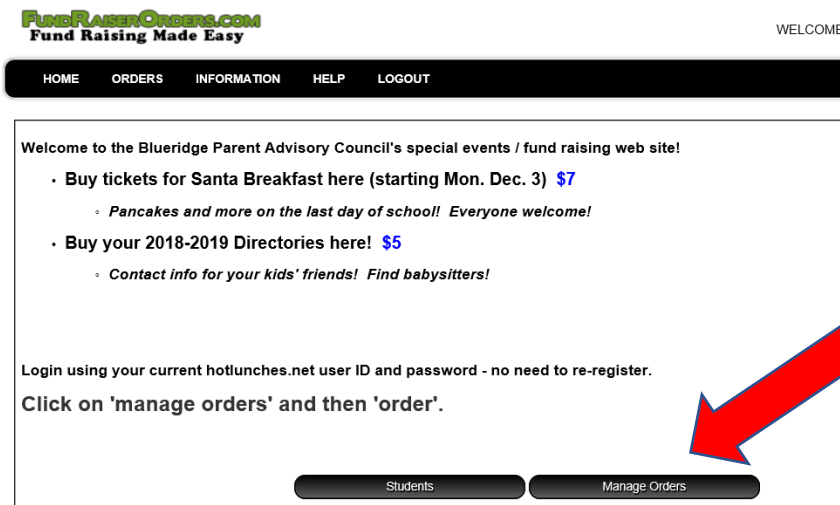 FUNDRAISERORDERS.COM
Fund Raising Made Easy
WELCOME
HOME ORDERS INFORMATION HELP LOGOUT
Welcome to the Blueridge Parent Advisory Council's special events / fund raising web site!
• Buy tickets for Santa Breakfast here (starting Mon. Dec. 3) $7
◦ Pancakes and more on the last day of school! Everyone welcome!
• Buy your 2018-2019 Directories here! $5
◦ Contact info for your kids' friends! Find babysitters!
Login using your current hotlunches.net user ID and password - no need to re-register.
Click on 'manage orders' and then 'order'.
Students Manage Orders